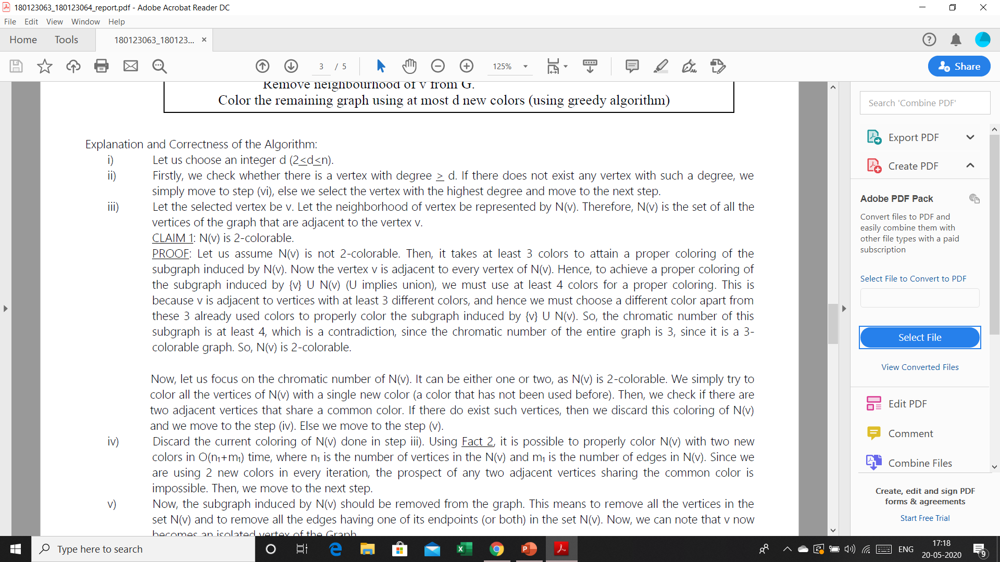 180123063_180123064_report.pdf - Adobe Acrobat Reader DC
File Edit View Window Help
Home Tools 180123063_180123... ×
3 / 5 125% Share
Remove neighbourhood of v from G.
Color the remaining graph using at most d new colors (using greedy algorithm)
Explanation and Correctness of the Algorithm:
i) Let us choose an integer d (2<d<n).
ii) Firstly, we check whether there is a vertex with degree > d. If there does not exist any vertex with such a degree, we
simply move to step (vi), else we select the vertex with the highest degree and move to the next step.
iii) Let the selected vertex be v. Let the neighborhood of vertex be represented by N(v). Therefore, N(v) is the set of all the
vertices of the graph that are adjacent to the vertex v.
CLAIM 1: N(v) is 2-colorable.
PROOF: Let us assume N(v) is not 2-colorable. Then, it takes at least 3 colors to attain a proper coloring of the
subgraph induced by N(v). Now the vertex v is adjacent to every vertex of N(v). Hence, to achieve a proper coloring of
the subgraph induced by {v} U N(v) (U implies union), we must use at least 4 colors for a proper coloring. This is
because v is adjacent to vertices with at least 3 different colors, and hence we must choose a different color apart from
these 3 already used colors to properly color the subgraph induced by {v} U N(v). So, the chromatic number of this
subgraph is at least 4, which is a contradiction, since the chromatic number of the entire graph is 3, since it is a 3-
colorable graph. So, N(v) is 2-colorable.
Now, let us focus on the chromatic number of N(v). It can be either one or two, as N(v) is 2-colorable. We simply try to
color all the vertices of N(v) with a single new color (a color that has not been used before). Then, we check if there are
two adjacent vertices that share a common color. If there do exist such vertices, then we discard this coloring of N(v)
and we move to the step (iv). Else we move to the step (v).
iv) Discard the current coloring of N(v) done in step iii). Using Fact 2, it is possible to properly color N(v) with two new
colors in O(n₁+m₁) time, where n₁ is the number of vertices in the N(v) and m₁ is the number of edges in N(v). Since we
are using 2 new colors in every iteration, the prospect of any two adjacent vertices sharing the common color is
impossible. Then, we move to the next step.
v) Now, the subgraph induced by N(v) should be removed from the graph. This means to remove all the vertices in the
set N(v) and to remove all the edges having one of its endpoints (or both) in the set N(v). Now, we can note that v now
becomes an isolated vertex of the Graph
Search 'Combine PDF'
Export PDF
Create PDF
Adobe PDF Pack
Convert files to PDF and
easily combine them with
other file types with a paid
subscription
Select File to Convert to PDF
Select File
View Converted Files
Edit PDF
Comment
Combine Files
Create, edit and sign PDF
forms & agreements
Start Free Trial
Type here to search
ENG
17:18
20-05-2020
9